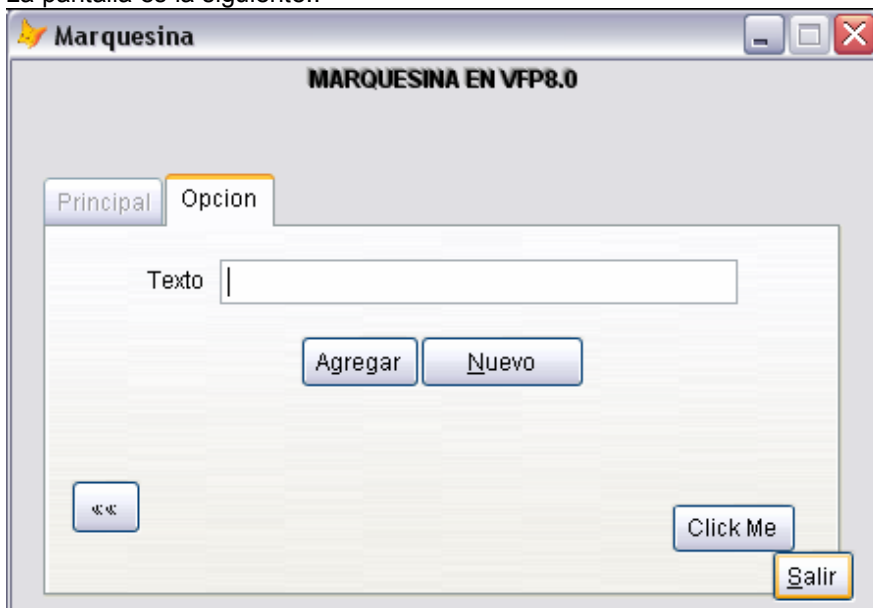 La pantalla es la siguiente..
Marquesina
MARQUESINA EN VFP8.0
Principal Opcion
Texto
Agregar Nuevo
««
Click Me
Salir